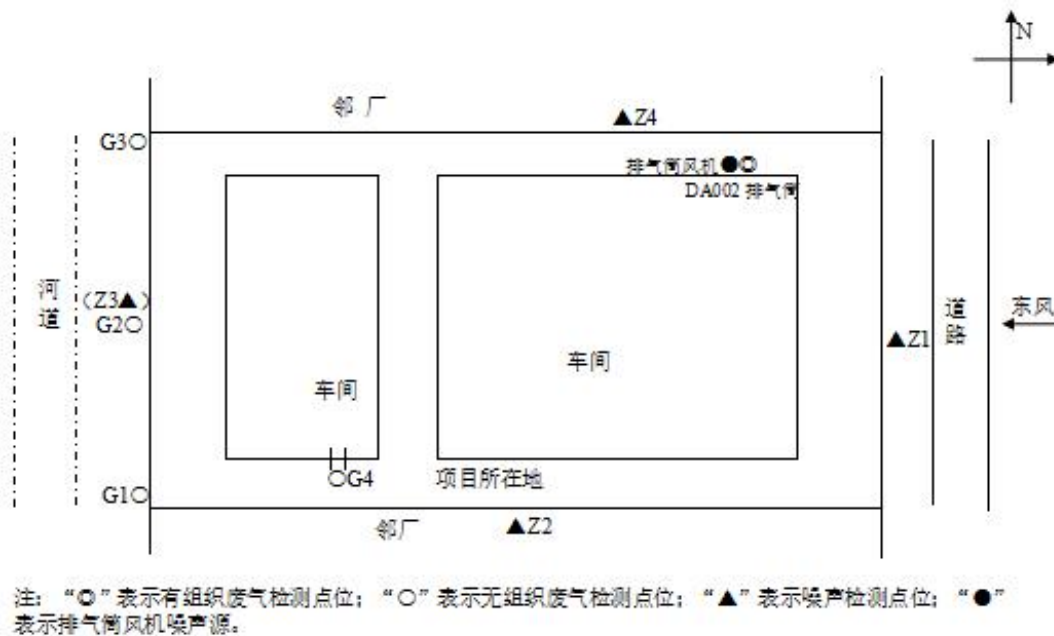 N
邻 厂
▲Z4
G3○
排气筒风机●◎
DA002 排气筒
河道
（Z3▲）
G2○
东风
道路
▲Z1
车间
车间
○G4
项目所在地
G1○
邻厂
▲Z2
注：“◎”表示有组织废气检测点位；“○”表示无组织废气检测点位；“▲”表示噪声检测点位；“●”
表示排气筒风机噪声源。